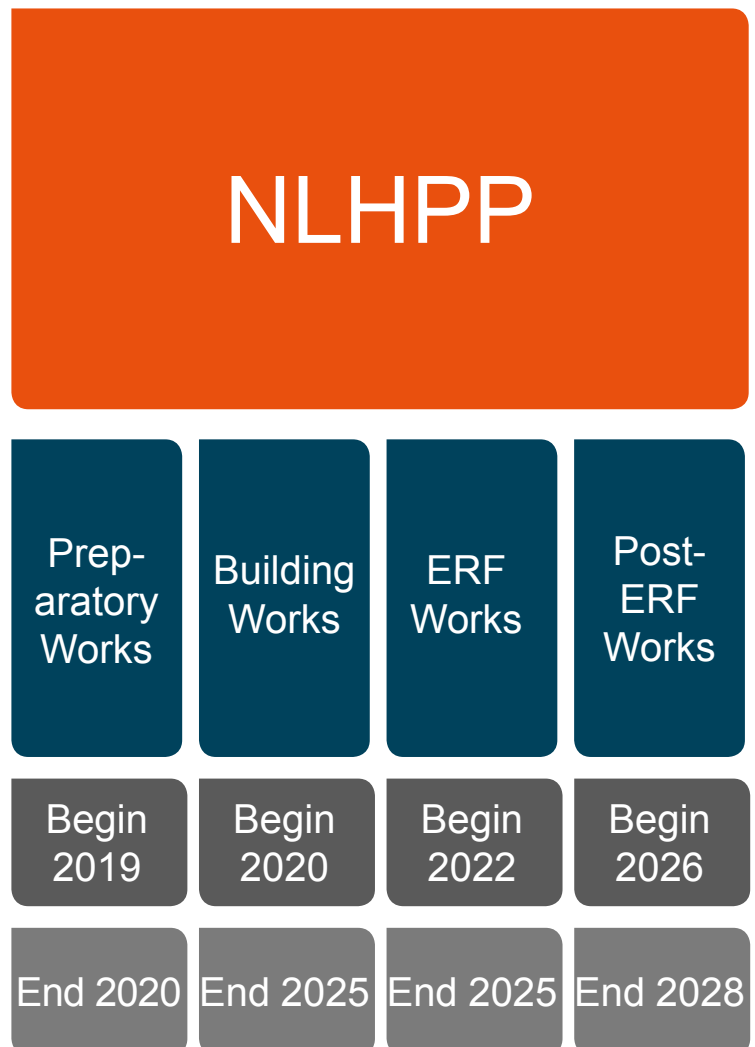 NLHPP
Prep-
aratory
Works
Building
Works
ERF
Works
Post-
ERF
Works
Begin
2019
Begin
2020
Begin
2022
Begin
2026
End 2020
End 2025
End 2025
End 2028